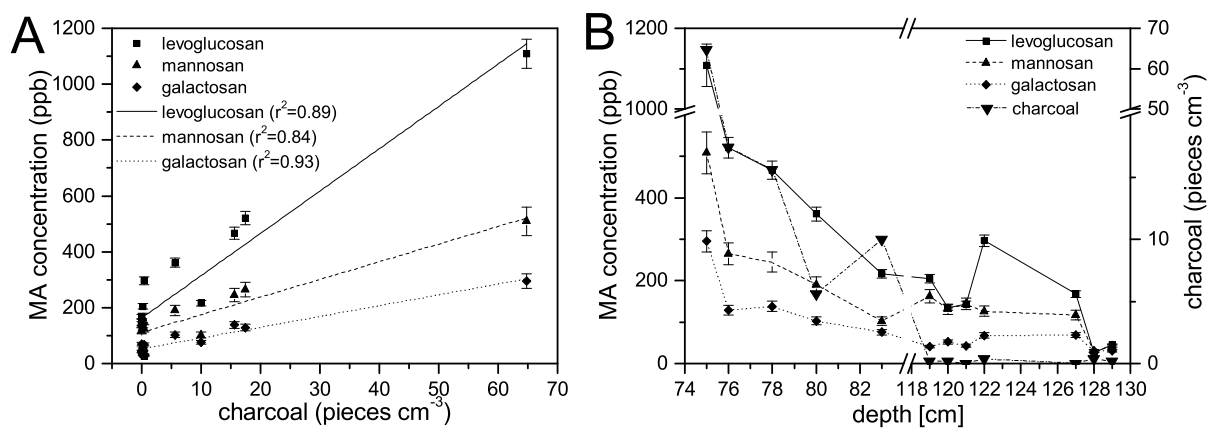 A
MA concentration (ppb)
1200
1000
800
600
400
200
0
levoglucosan
mannosan
galactosan
levoglucosan (r²=0.89)
mannosan (r²=0.84)
galactosan (r²=0.93)
0 10 20 30 40 50 60 70
charcoal (pieces cm⁻³)
B
MA concentration (ppb)
1200
1000
400
200
0
levoglucosan
mannosan
galactosan
charcoal
70
60
50
10
0
charcoal (pieces cm⁻³)
74 76 78 80 82 118 120 122 124 126 128 130
depth [cm]